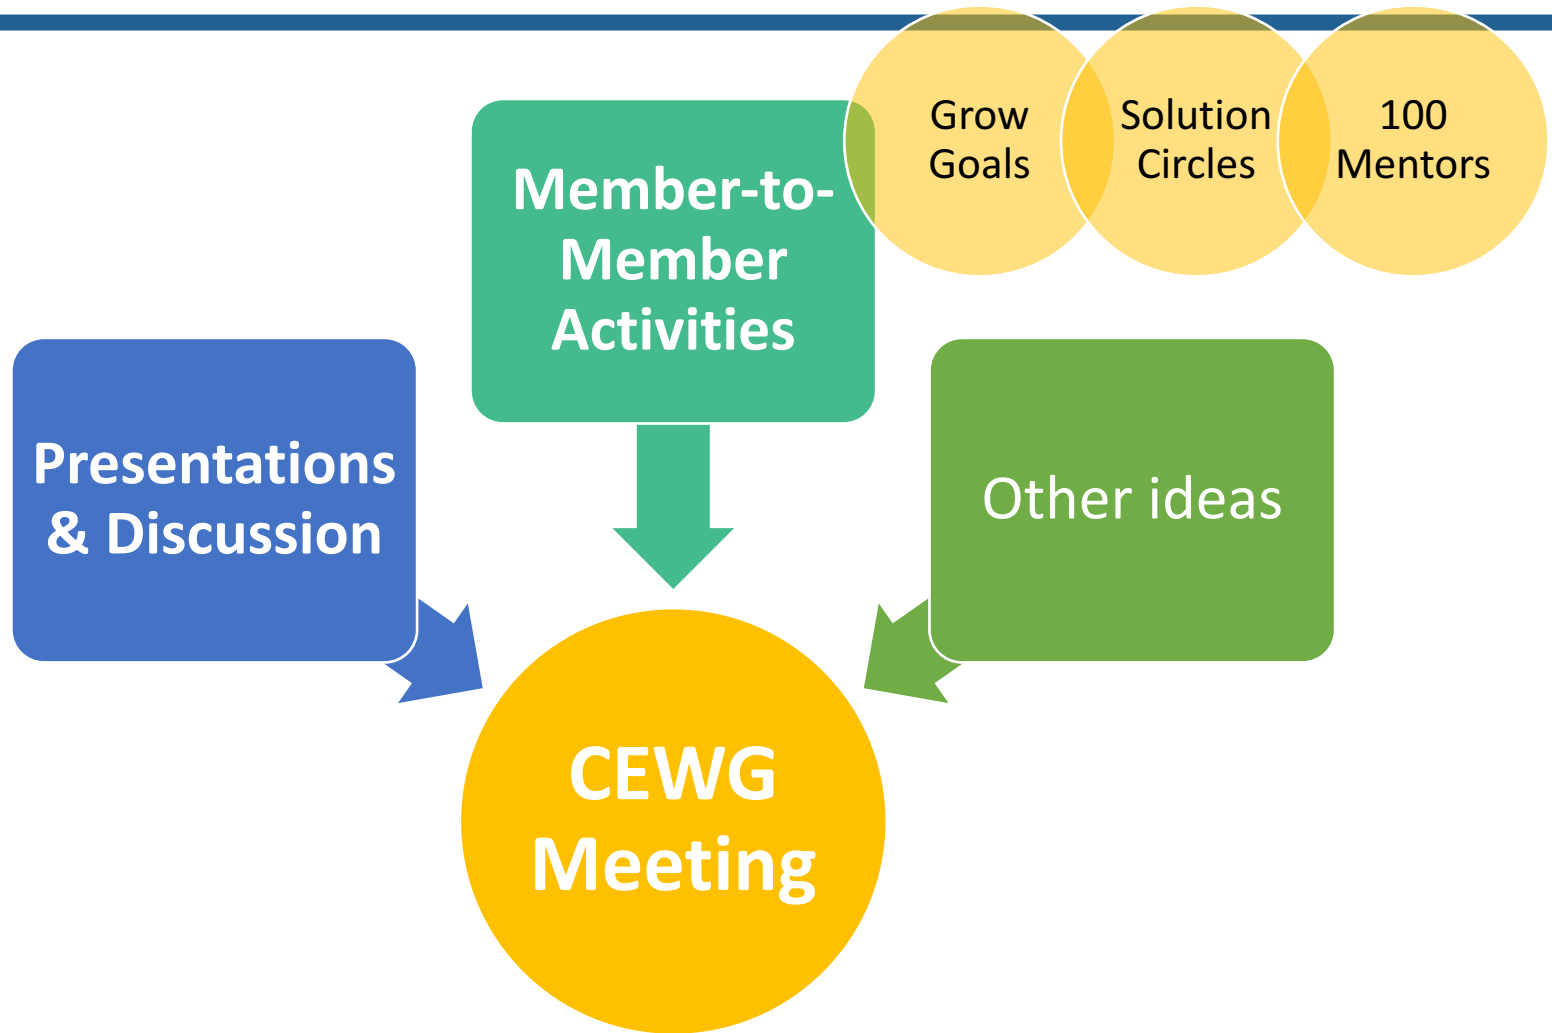 Grow
Goals
Solution
Circles
100
Mentors
Member-to-
Member
Activities
Presentations
& Discussion
Other ideas
CEWG
Meeting